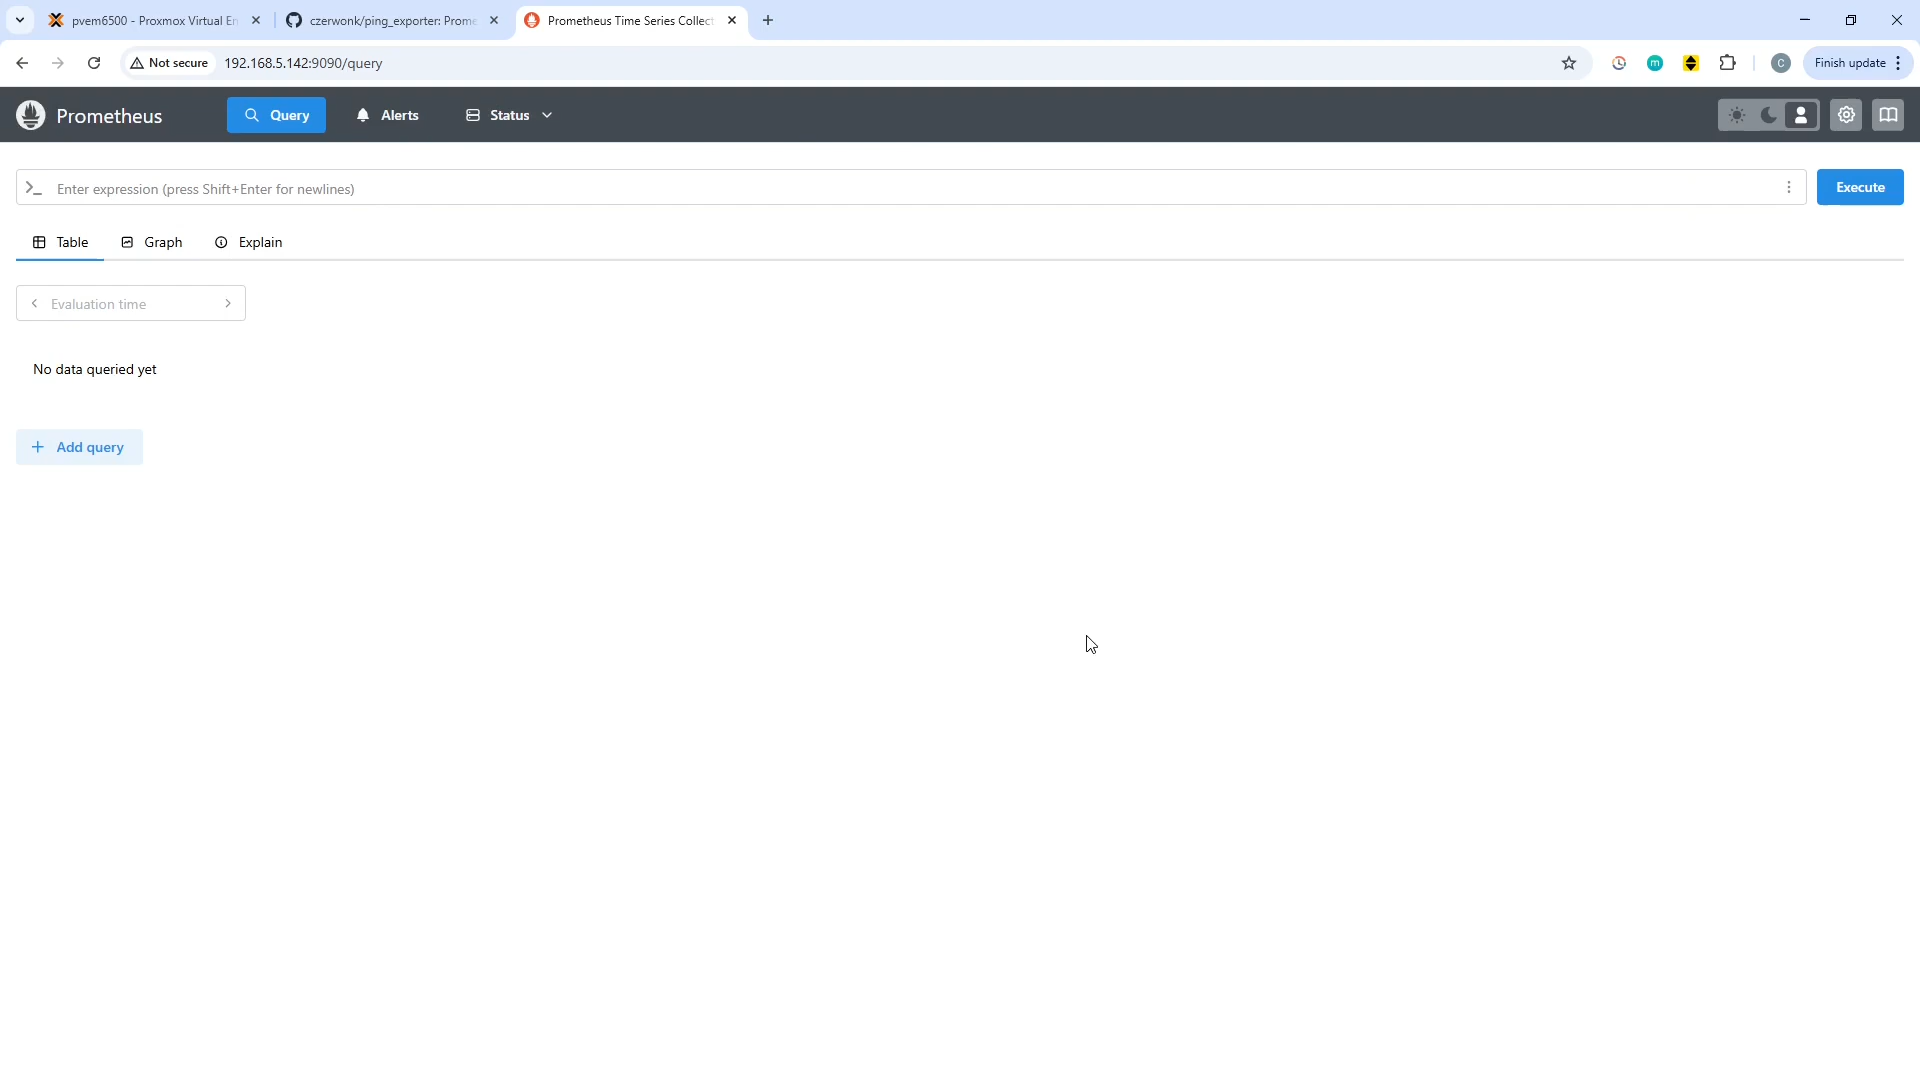 pvem6500 - Proxmox Virtual En
czerwonk/ping_exporter: Prome
Prometheus Time Series Collect
Not secure
192.168.5.142:9090/query
m
C
Finish update
Prometheus
Query
Alerts
Status
Enter expression (press Shift+Enter for newlines)
Execute
Table
Graph
Explain
Evaluation time
No data queried yet
Add query